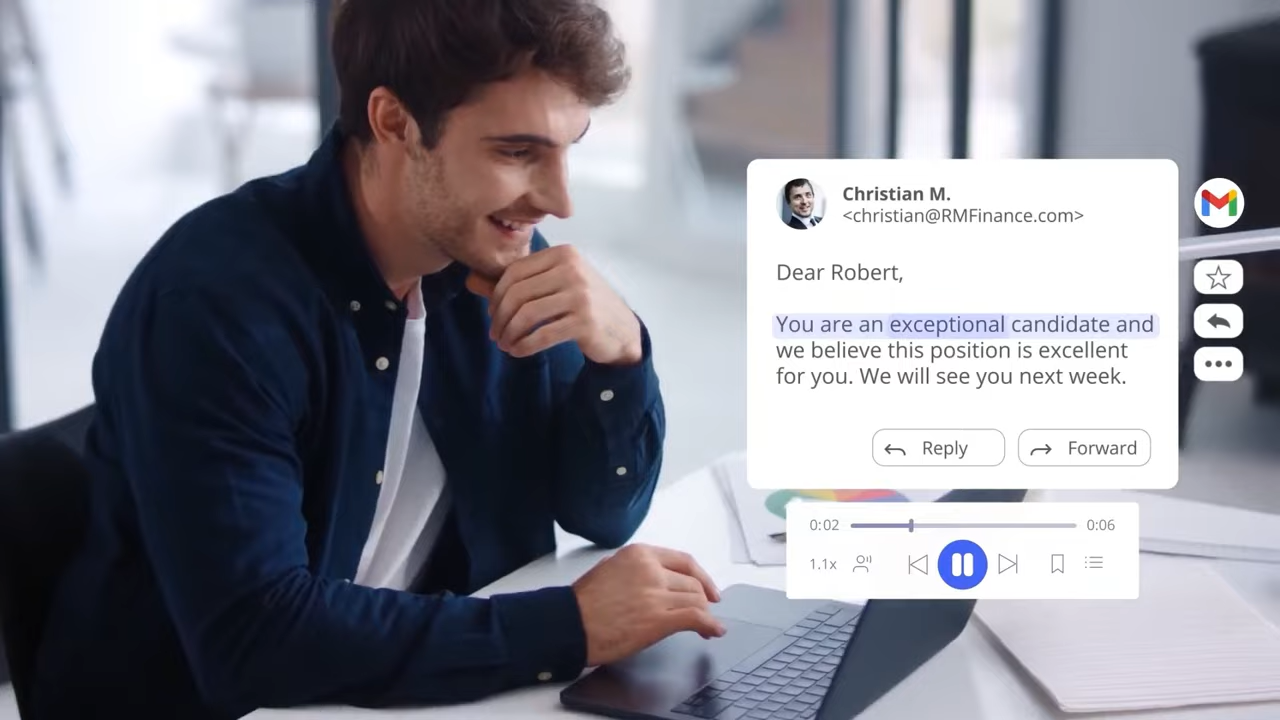 Christian M.
<christian@RMFinance.com>
Dear Robert,
You are an exceptional candidate and
we believe this position is excellent
for you. We will see you next week.
Reply
Forward
0:02
0:06
1.1x